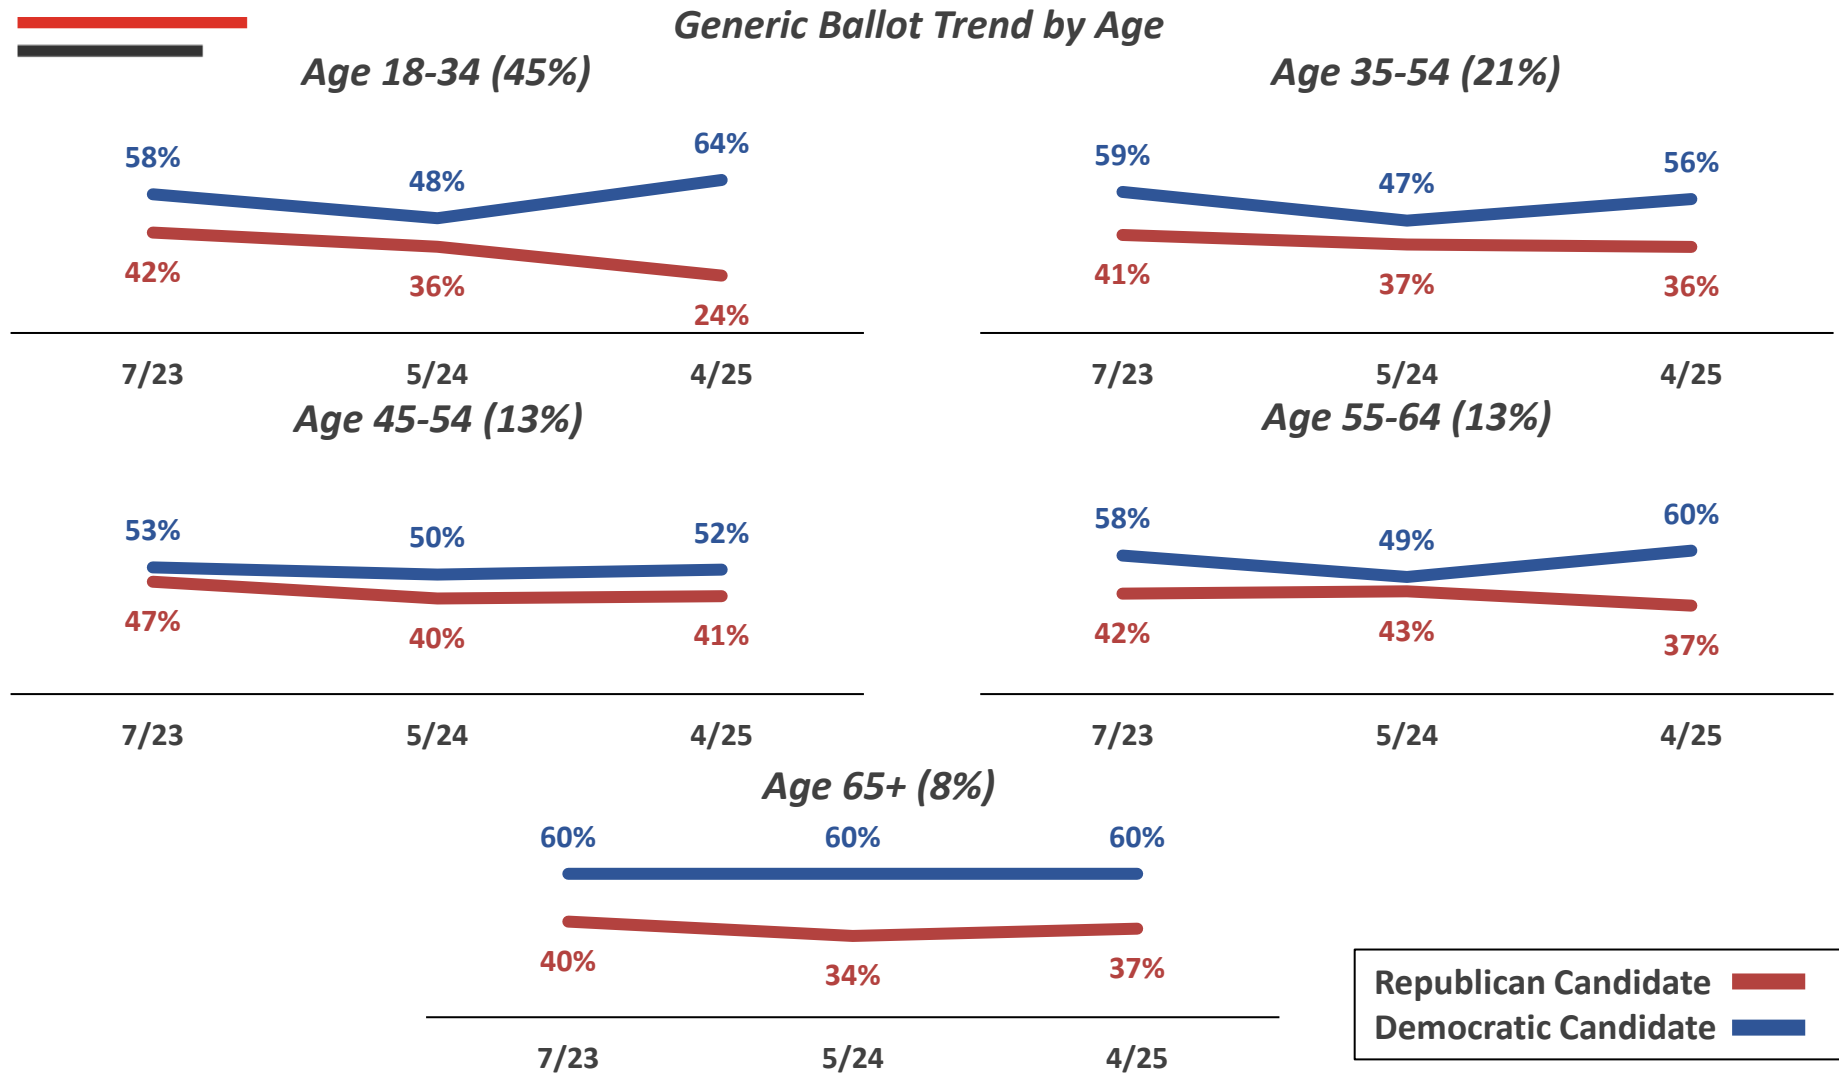 Generic Ballot Trend by Age
Age 18-34 (45%)
58%
48%
64%
42%
36%
24%
7/23 5/24 4/25
Age 35-54 (21%)
59%
47%
56%
41%
37%
36%
7/23 5/24 4/25
Age 45-54 (13%)
53%
50%
52%
47%
40%
41%
7/23 5/24 4/25
Age 55-64 (13%)
58%
49%
60%
42%
43%
37%
7/23 5/24 4/25
Age 65+ (8%)
60% 60% 60%
40%
34%
37%
7/23 5/24 4/25
Republican Candidate
Democratic Candidate